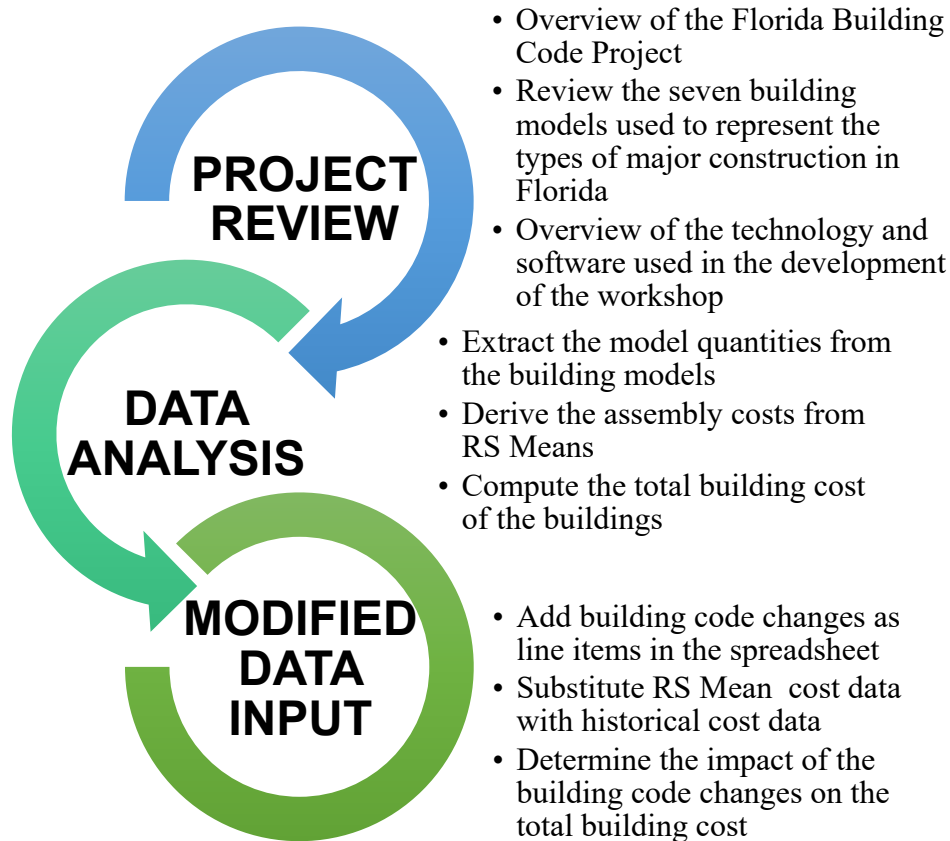 PROJECT
REVIEW
• Overview of the Florida Building
Code Project
• Review the seven building
models used to represent the
types of major construction in
Florida
• Overview of the technology and
software used in the development
of the workshop
DATA
ANALYSIS
• Extract the model quantities from
the building models
• Derive the assembly costs from
RS Means
• Compute the total building cost
of the buildings
MODIFIED
DATA
INPUT
• Add building code changes as
line items in the spreadsheet
• Substitute RS Mean  cost data
with historical cost data
• Determine the impact of the
building code changes on the
total building cost